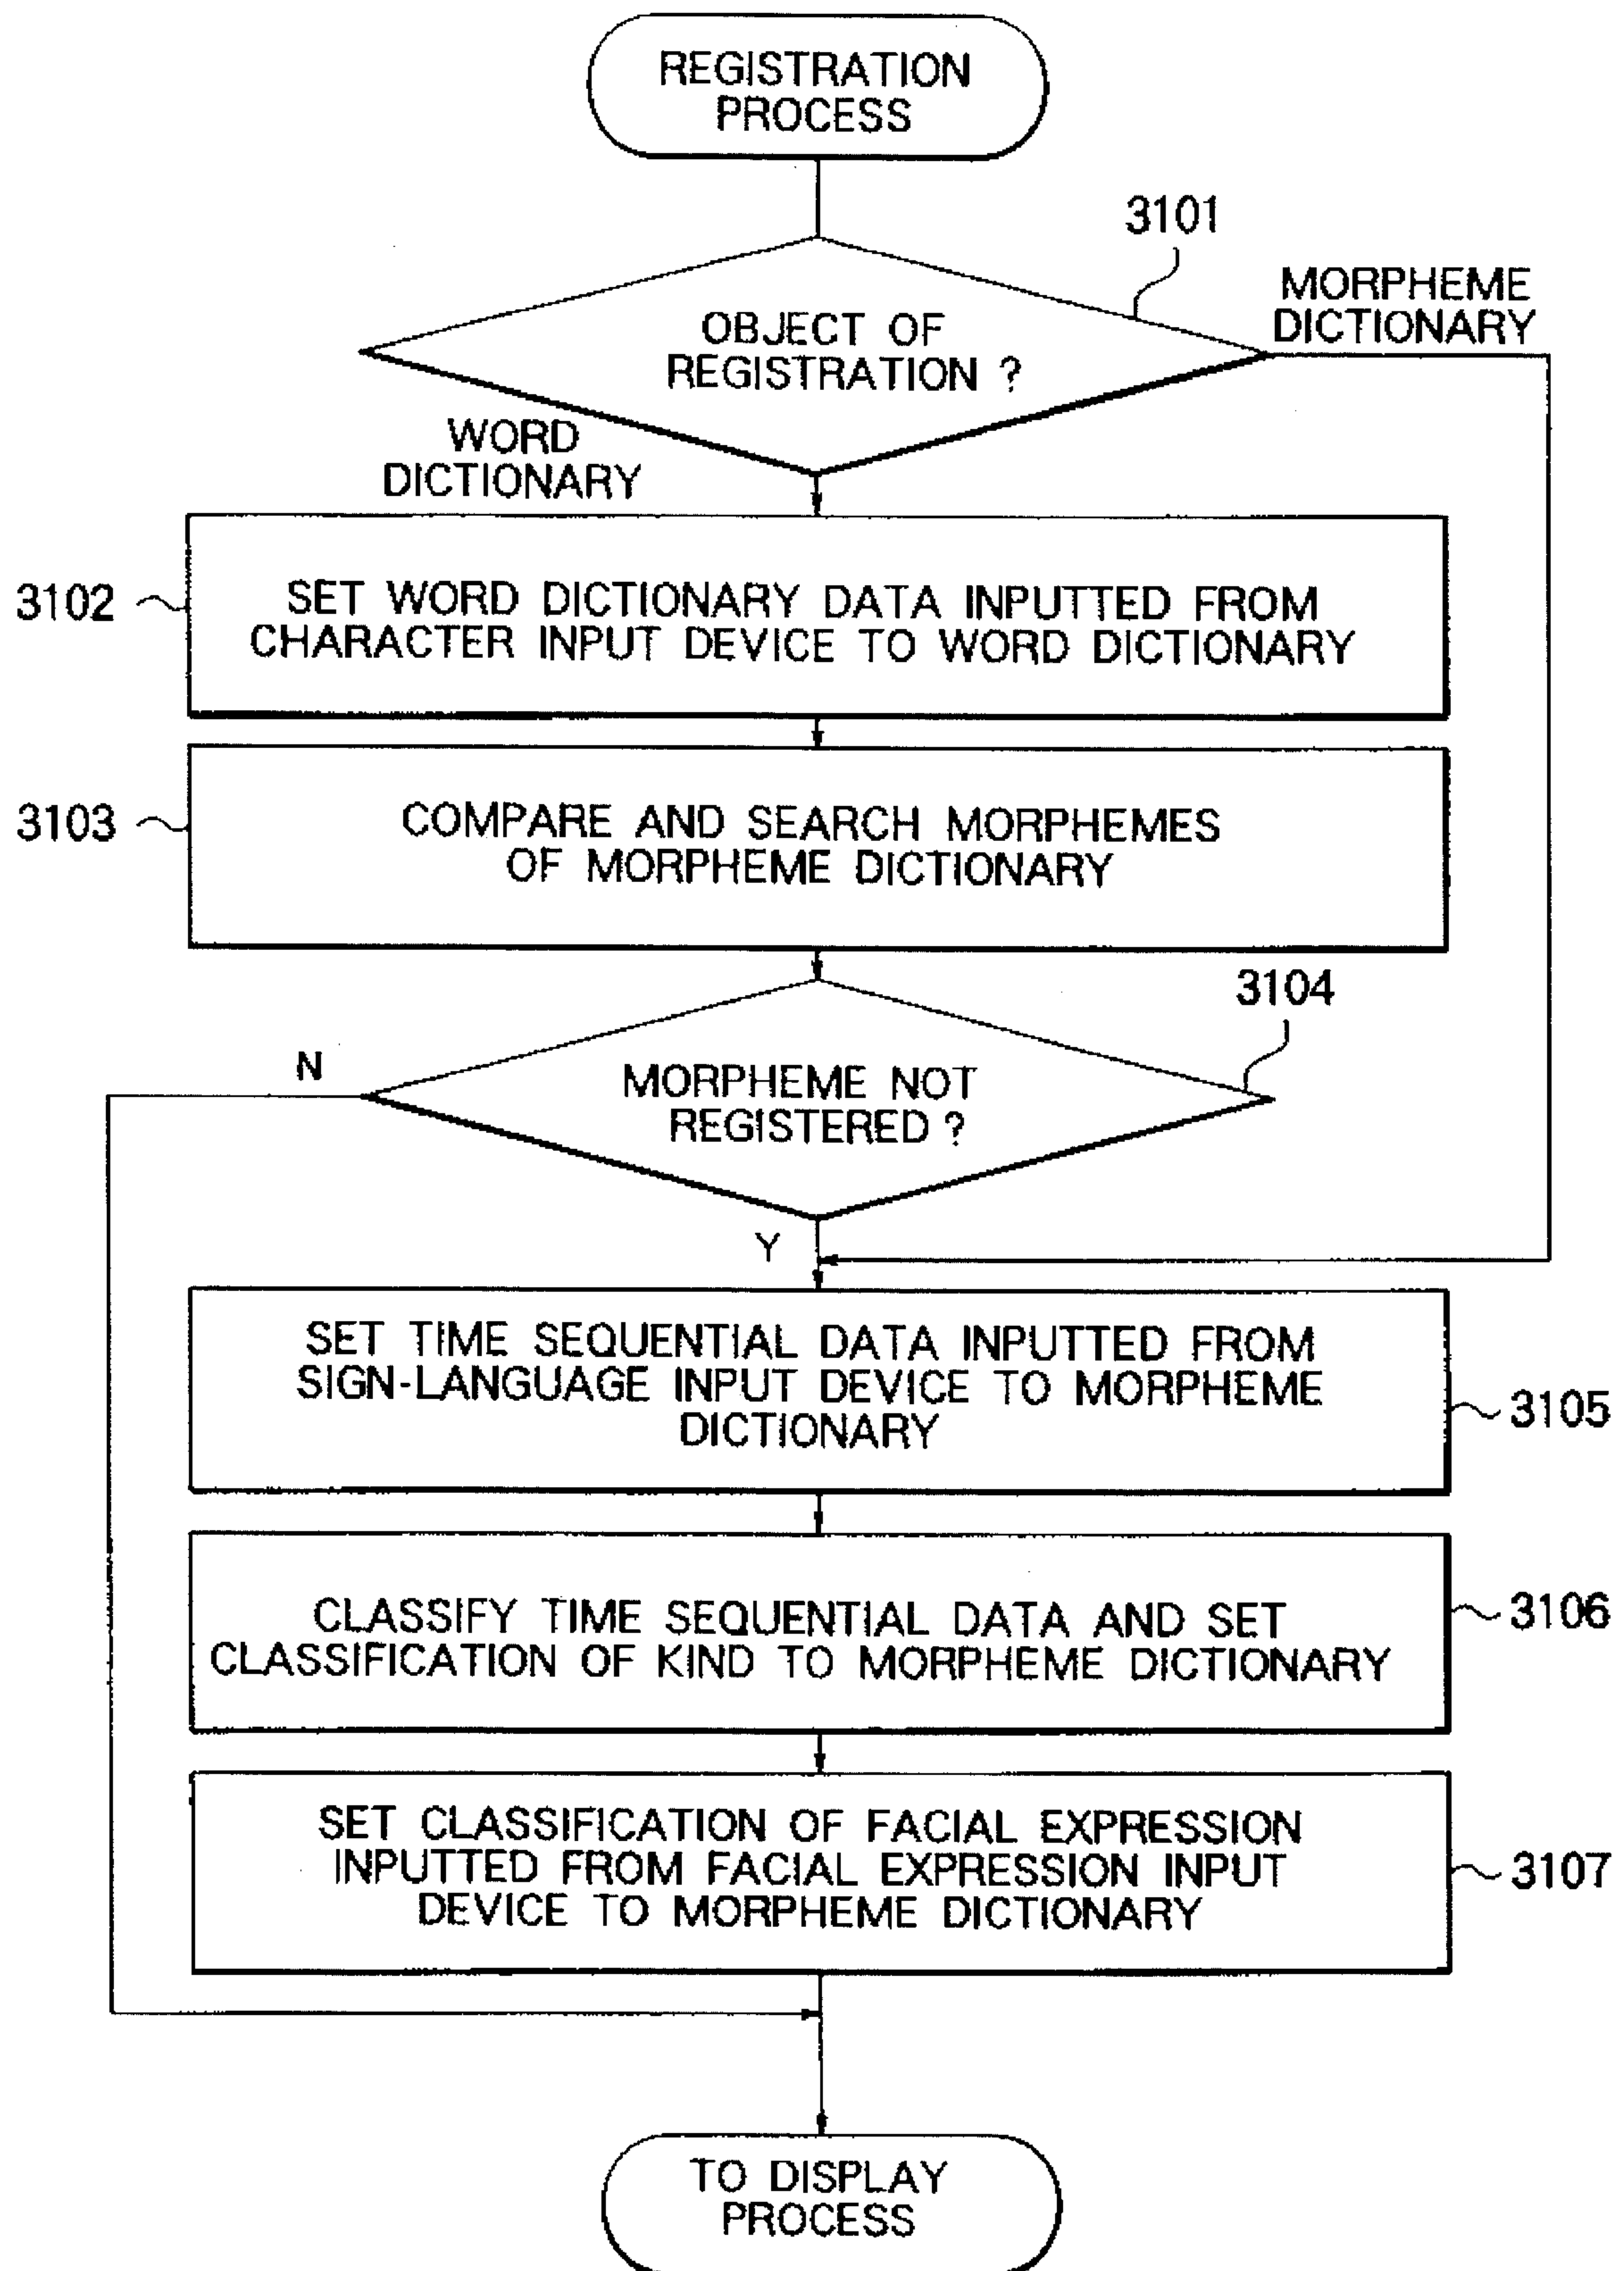 REGISTRATION
PROCESS
3101
MORPHEME
DICTIONARY
OBJECT OF
REGISTRATION ?
WORD
DICTIONARY
3102
SET WORD DICTIONARY DATA INPUTTED FROM
CHARACTER INPUT DEVICE TO WORD DICTIONARY
3103
COMPARE AND SEARCH MORPHEMES
OF MORPHEME DICTIONARY
3104
N
MORPHEME NOT
REGISTERED ?
Y
SET TIME SEQUENTIAL DATA INPUTTED FROM
SIGN-LANGUAGE INPUT DEVICE TO MORPHEME
DICTIONARY
3105
CLASSIFY TIME SEQUENTIAL DATA AND SET
CLASSIFICATION OF KIND TO MORPHEME DICTIONARY
3106
SET CLASSIFICATION OF FACIAL EXPRESSION
INPUTTED FROM FACIAL EXPRESSION INPUT
DEVICE TO MORPHEME DICTIONARY
3107
TO DISPLAY
PROCESS